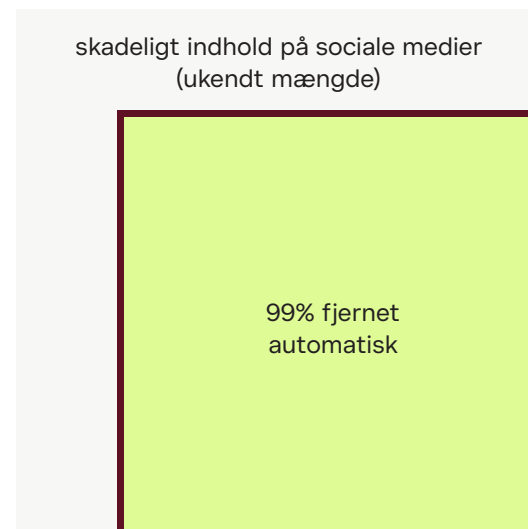 skadeligt indhold på sociale medier
(ukendt mængde)
99% fjernet
automatisk